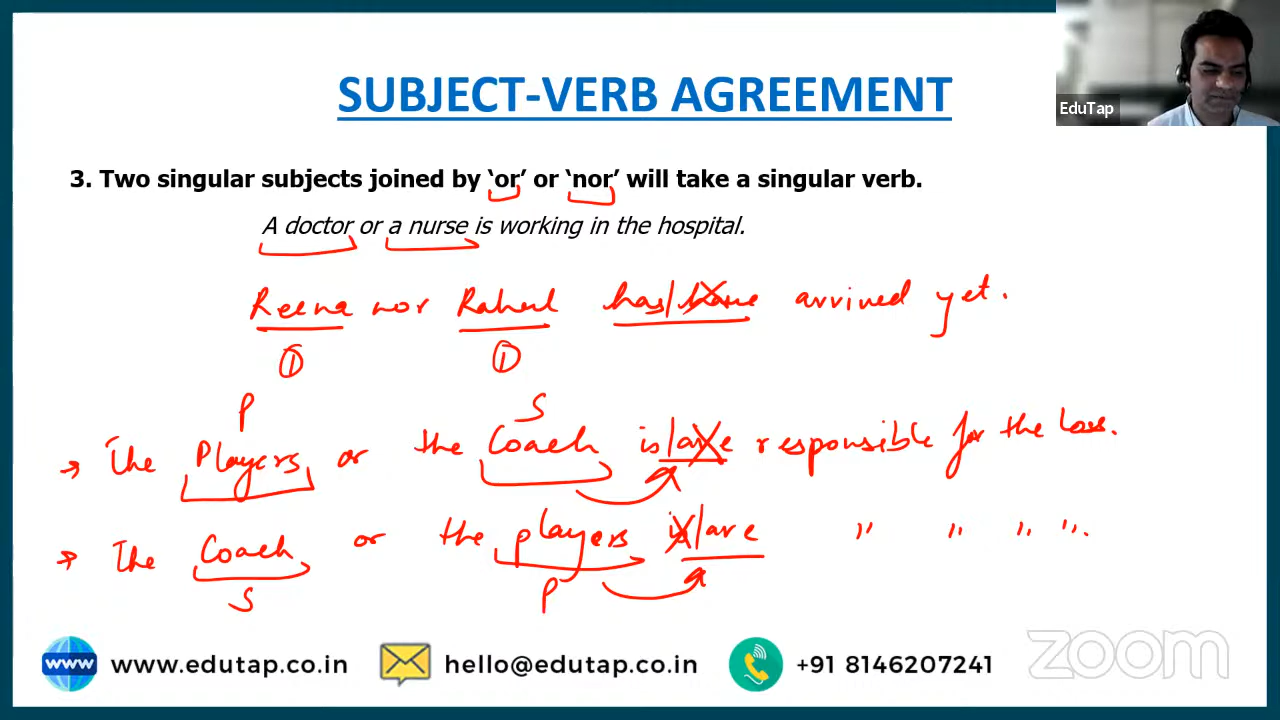 SUBJECT-VERB AGREEMENT
EduTap
3. Two singular subjects joined by ‘or’ or ‘nor’ will take a singular verb.
A doctor or a nurse is working in the hospital.
Reena nor Rahul has/have arrived yet.
① ①
P S
→ The Players or the Coach is/are responsible for the loss.
→ The Coach or the players is/are " " " ".
S P
www www.edutap.co.in hello@edutap.co.in +91 8146207241 zoom